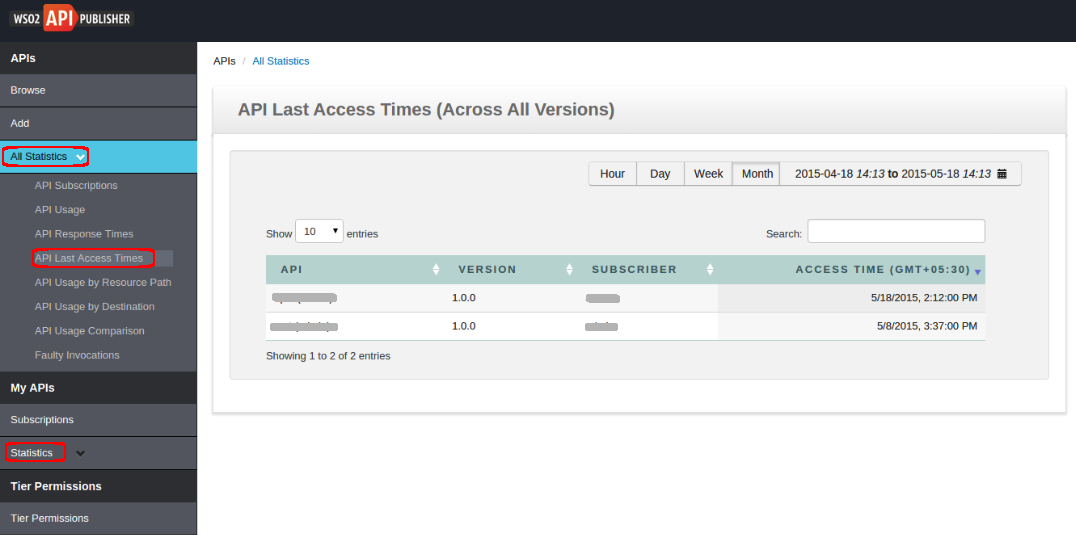 WSO2 API PUBLISHER
APIs
Browse
Add
All Statistics
API Subscriptions
API Usage
API Response Times
API Last Access Times
API Usage by Resource Path
API Usage by Destination
API Usage Comparison
Faulty Invocations
My APIs
Subscriptions
Statistics
Tier Permissions
Tier Permissions
APIs / All Statistics
API Last Access Times (Across All Versions)
Hour Day Week Month 2015-04-18 14:13 to 2015-05-18 14:13
Show 10 entries Search:
API VERSION SUBSCRIBER ACCESS TIME (GMT+05:30)
1.0.0 5/18/2015, 2:12:00 PM
1.0.0 5/8/2015, 3:37:00 PM
Showing 1 to 2 of 2 entries